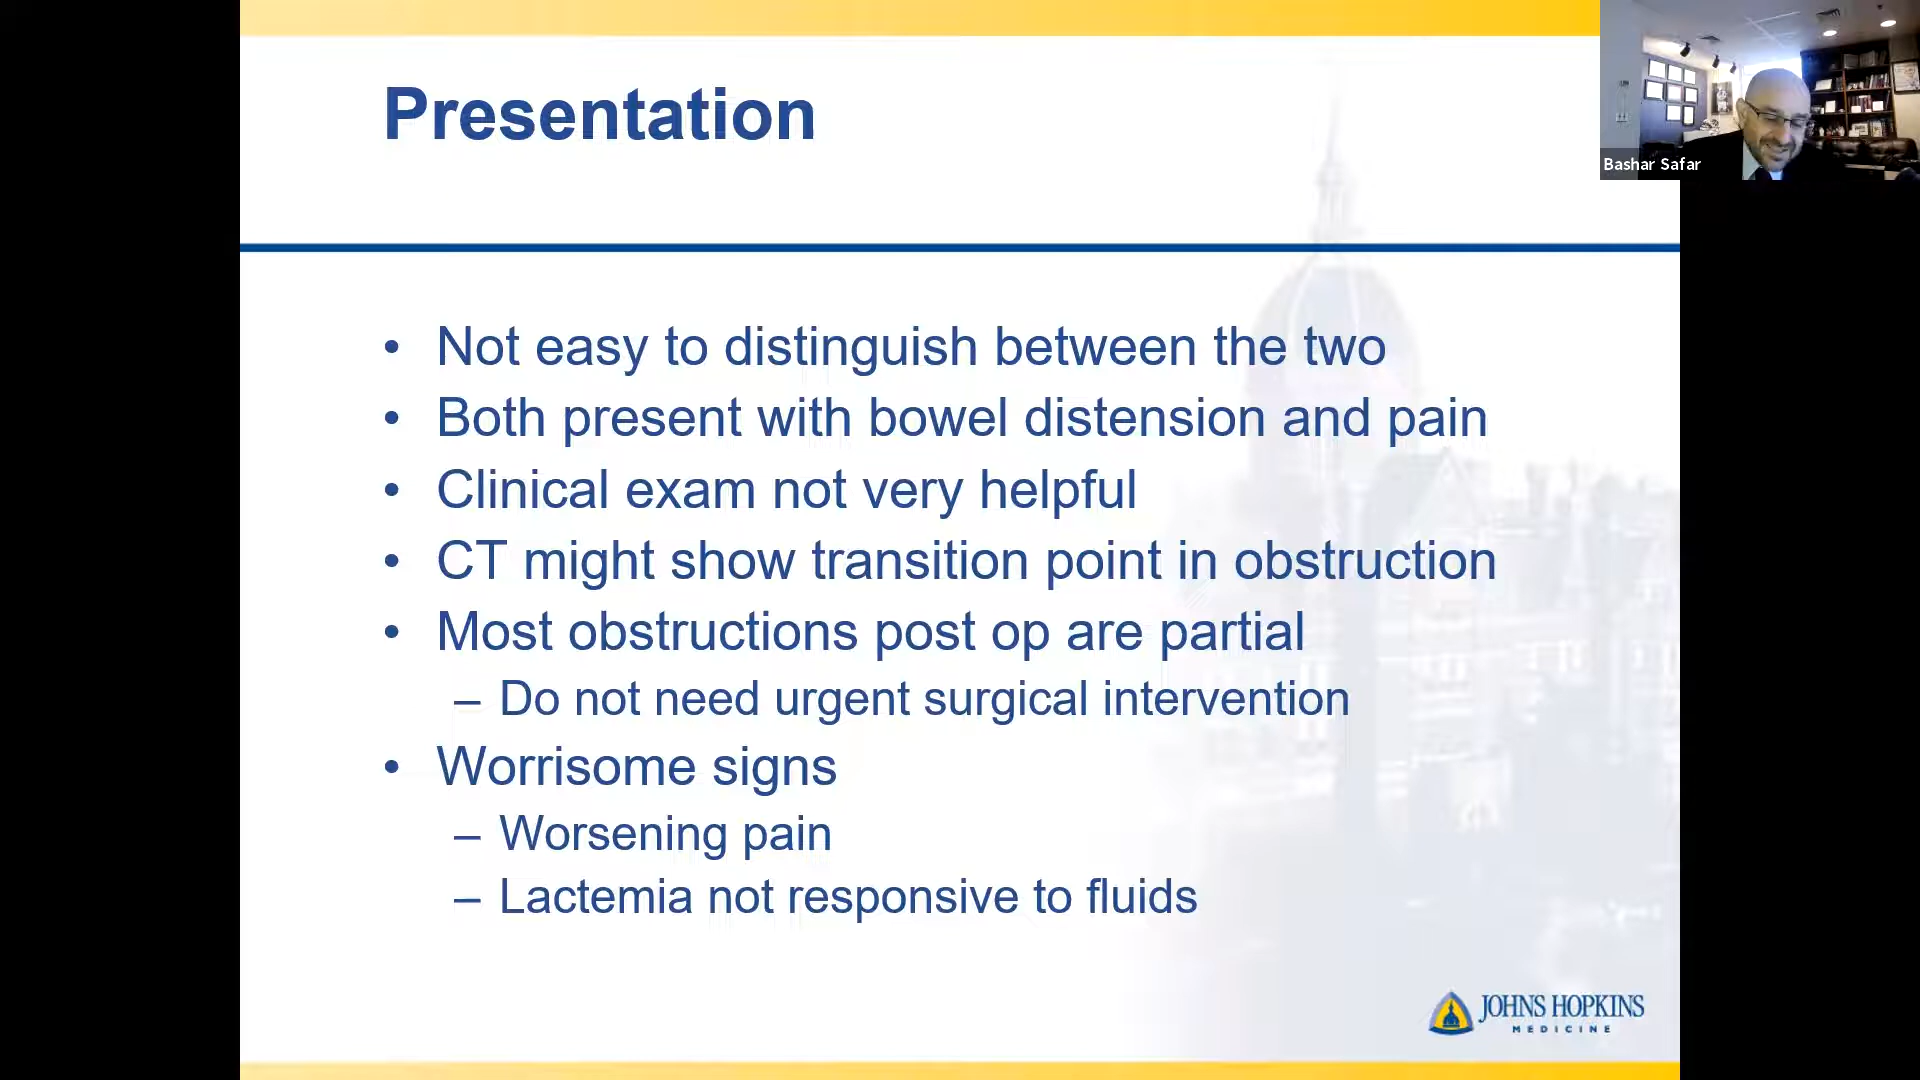 Presentation
Bashar Safar
• Not easy to distinguish between the two
• Both present with bowel distension and pain
• Clinical exam not very helpful
• CT might show transition point in obstruction
• Most obstructions post op are partial
– Do not need urgent surgical intervention
• Worrisome signs
– Worsening pain
– Lactemia not responsive to fluids
JOHNS HOPKINS
MEDICINE